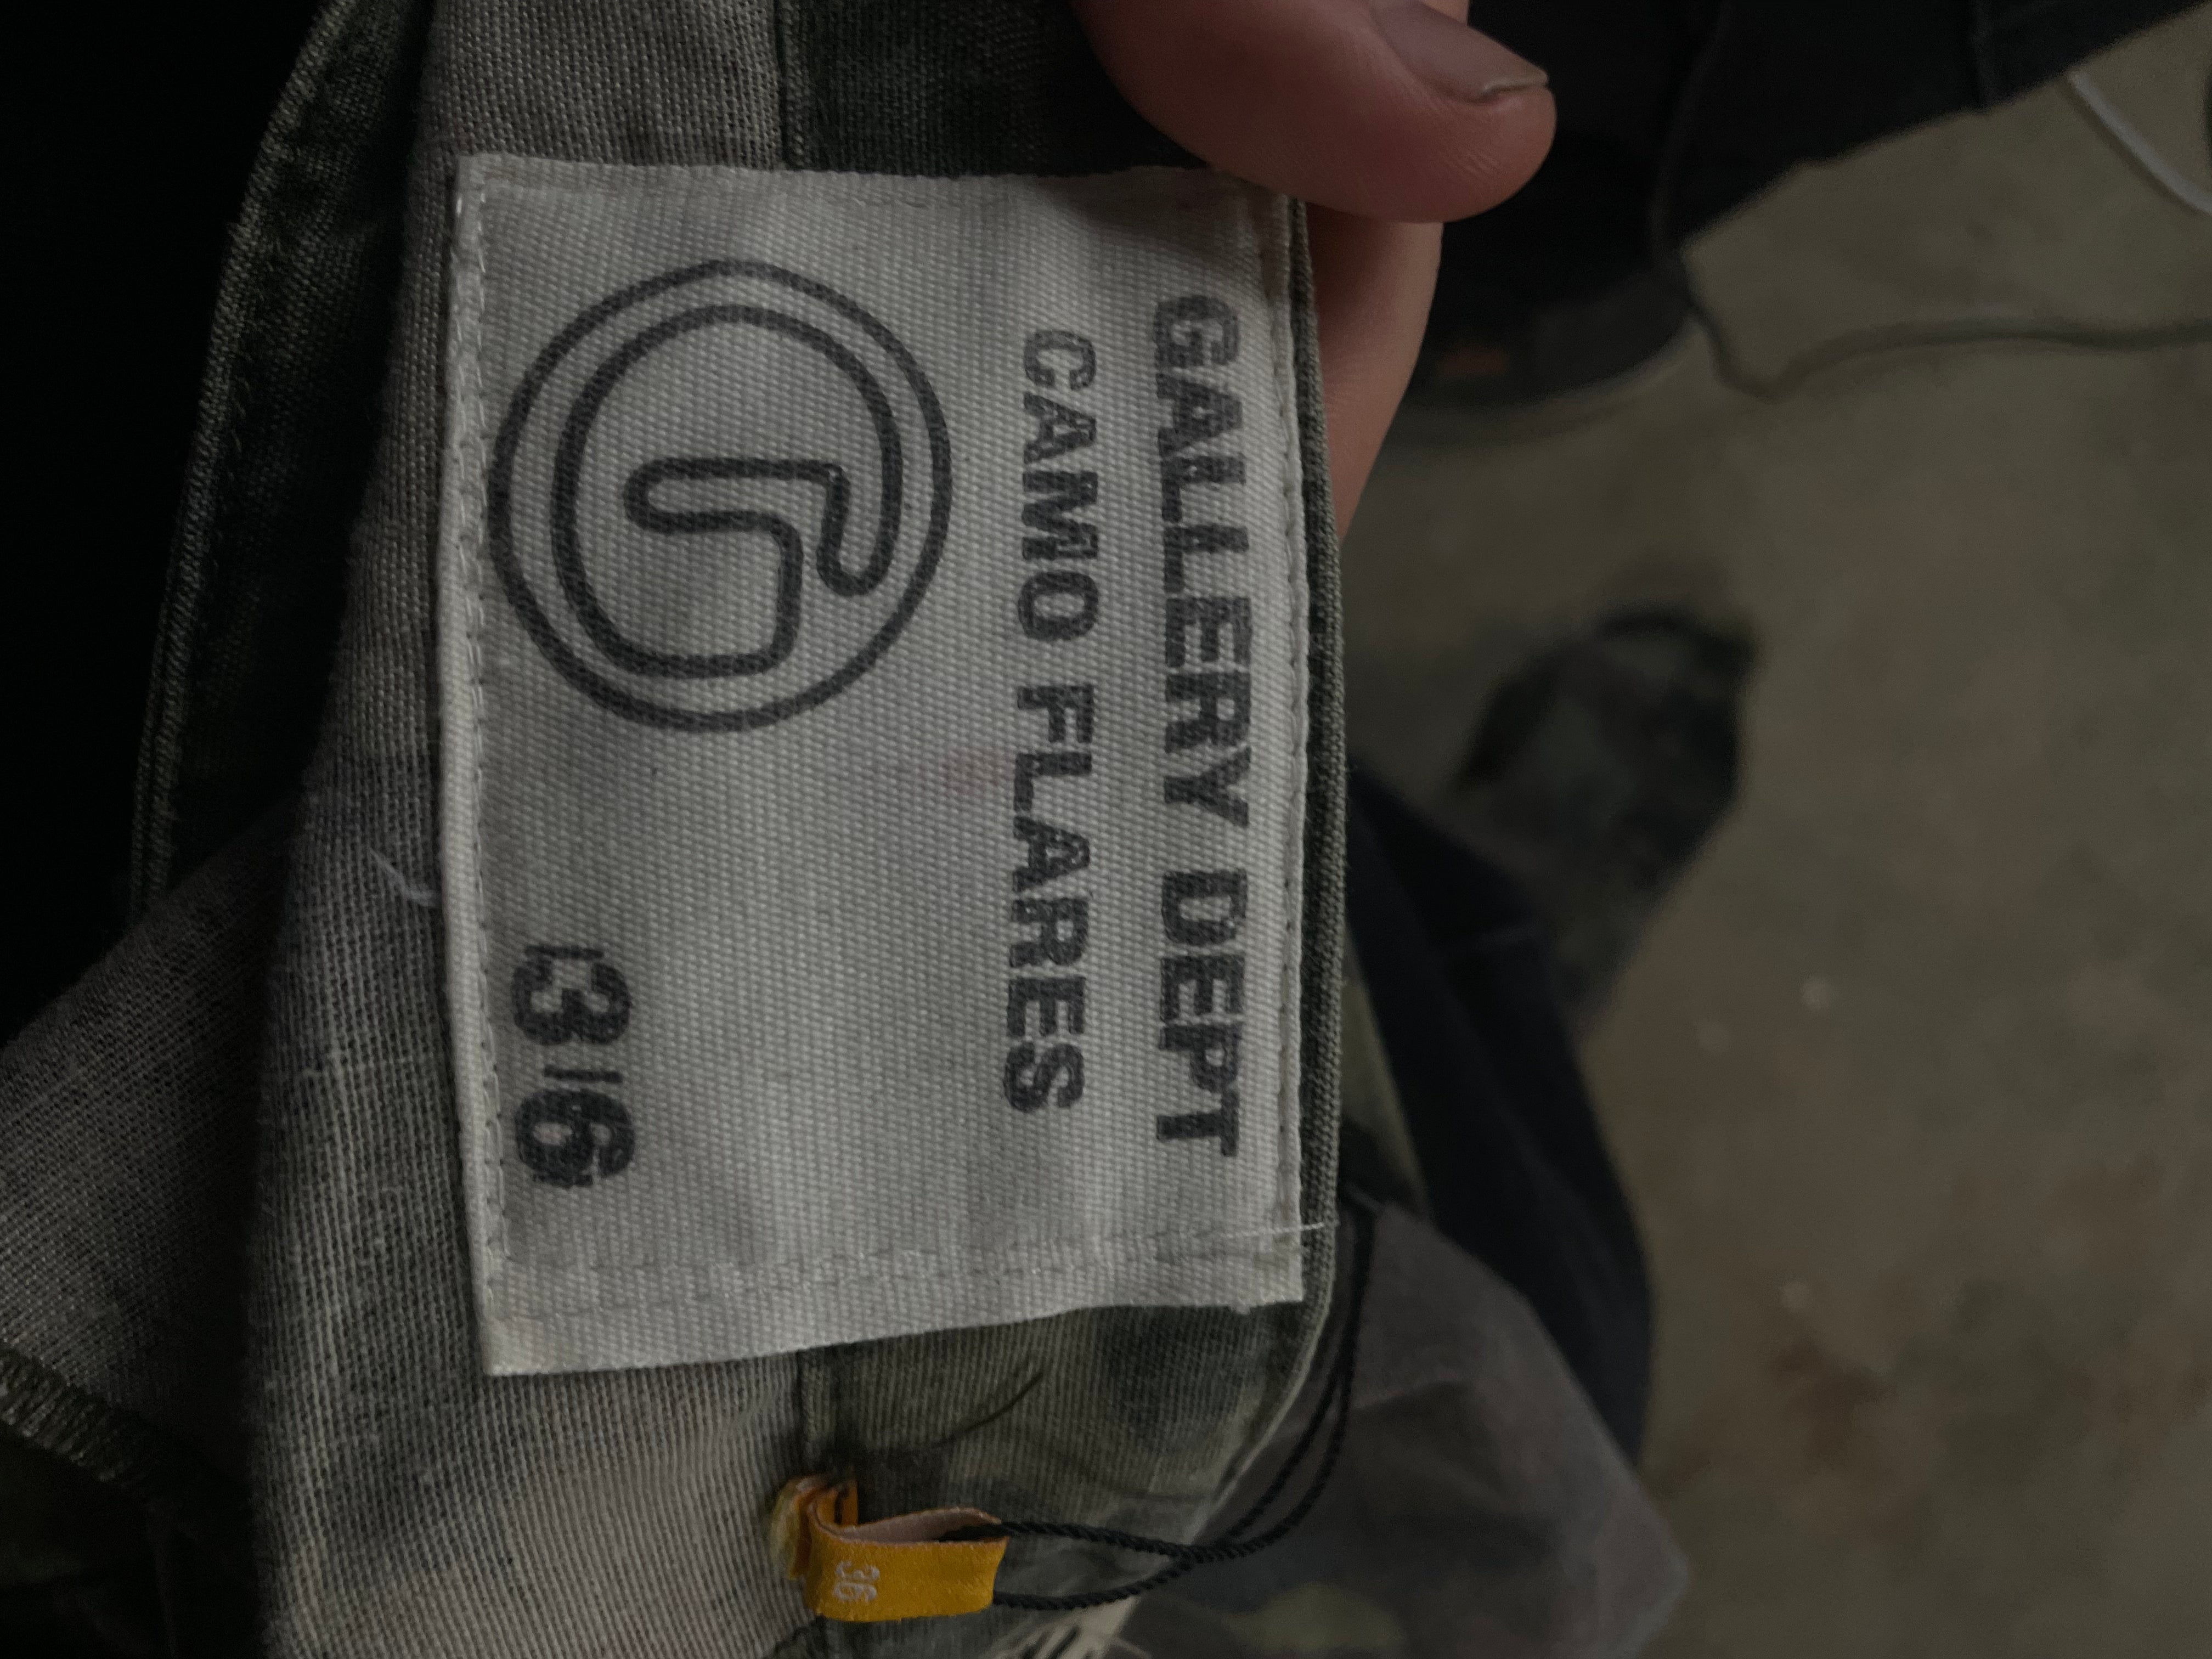 GALLERY DEPT
CAMO FLARES
G
36
36